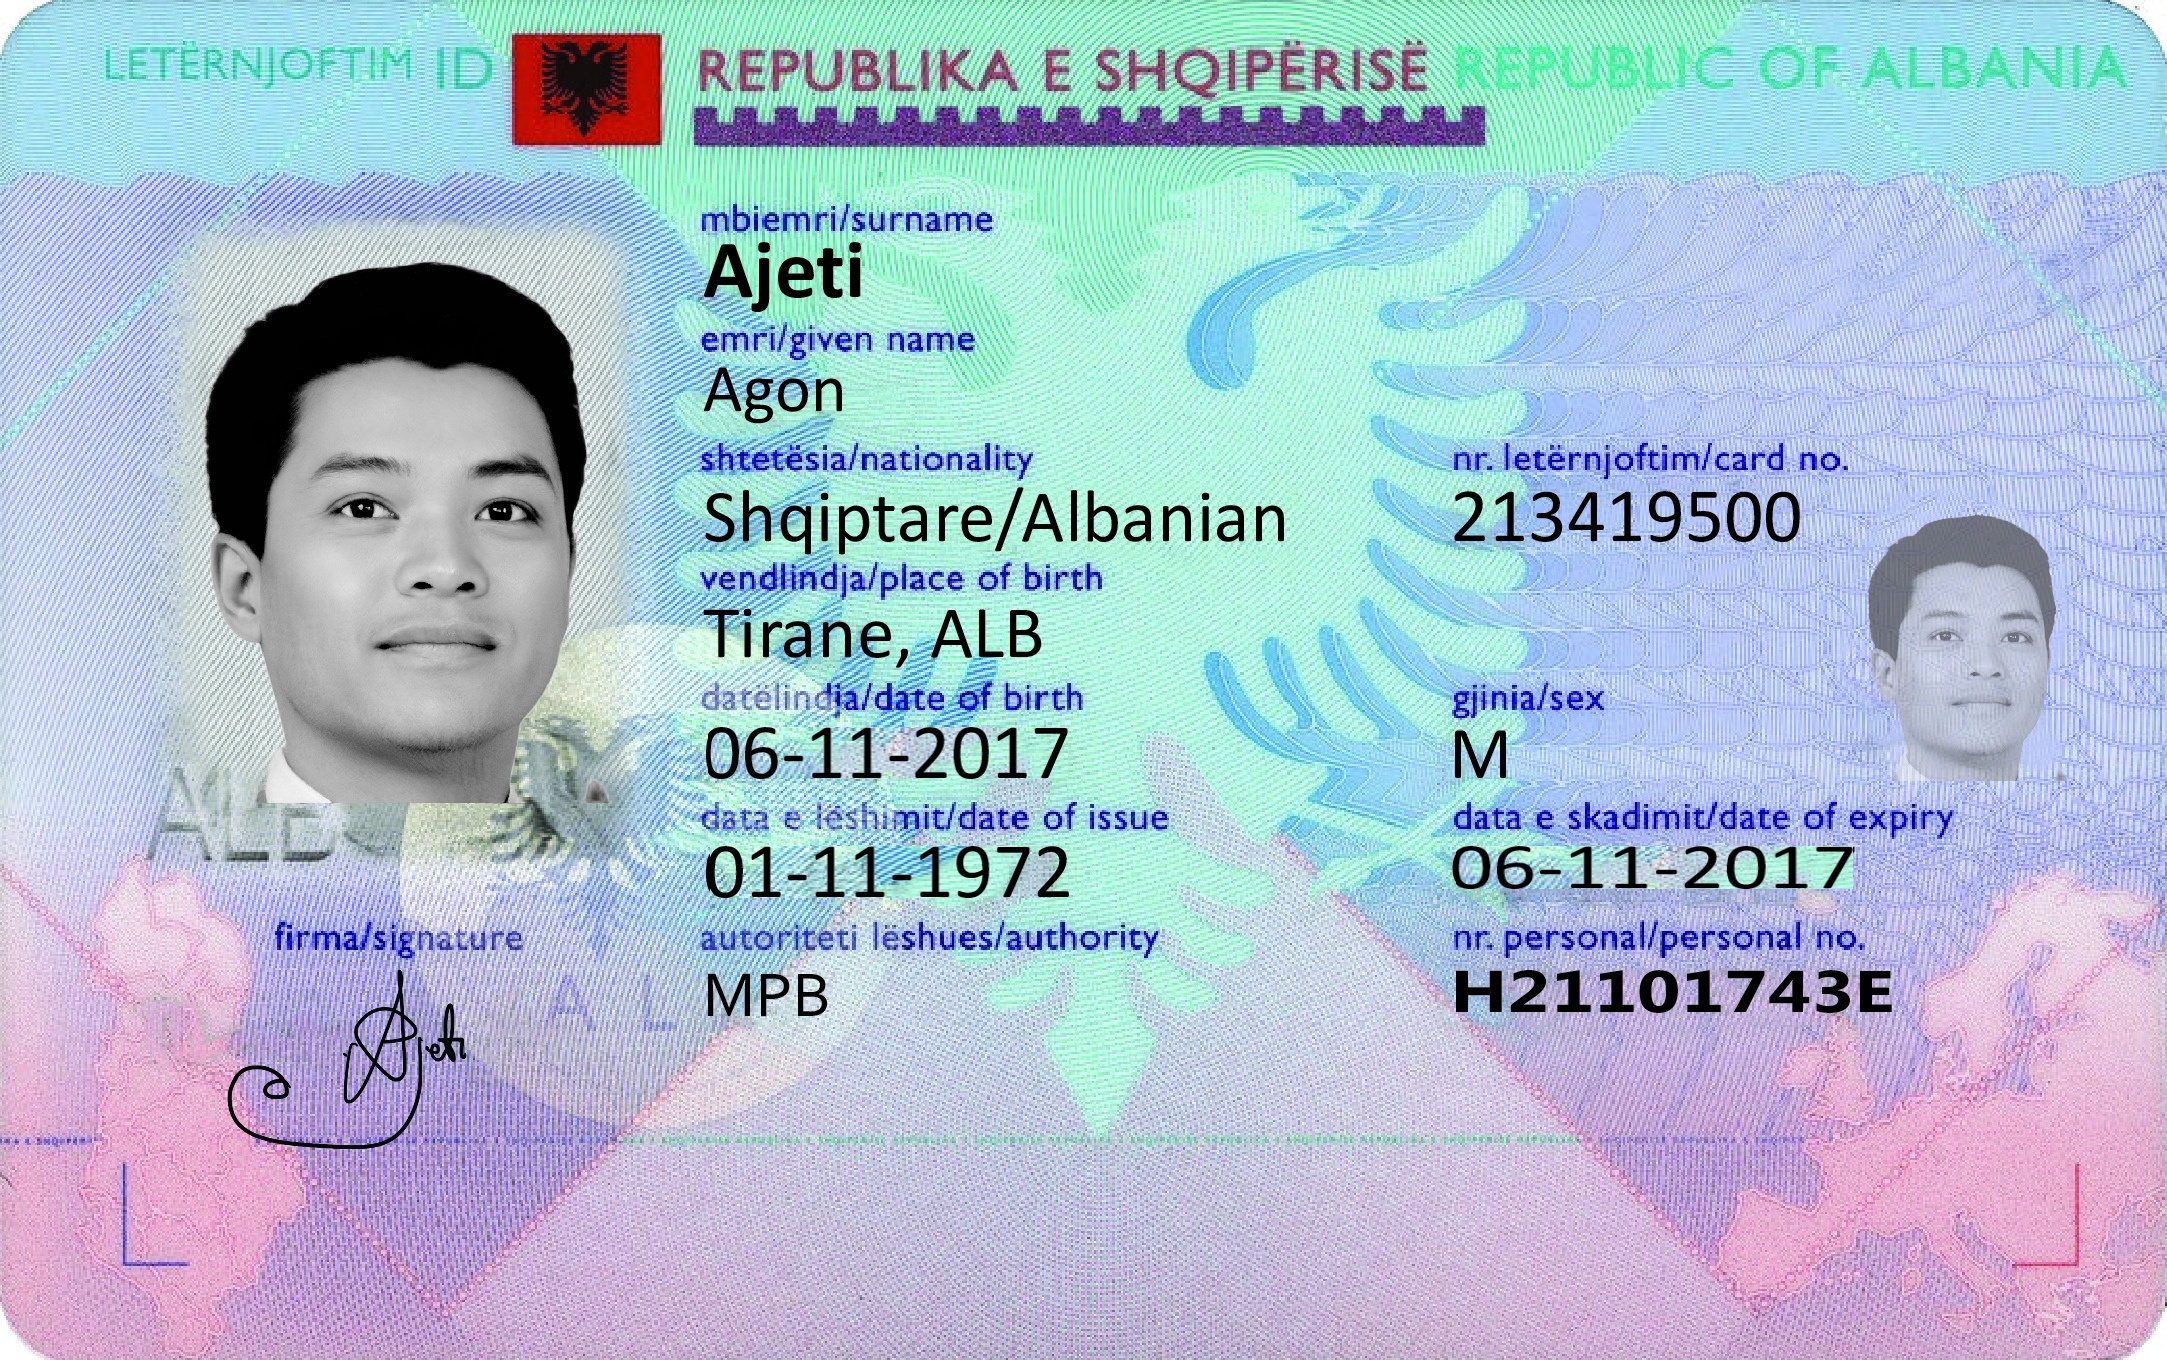 LETËRNJOFTIM ID REPUBLIKA E SHQIPËRISË REPUBLIC OF ALBANIA
mbiemri/surname
Ajeti
emri/given name
Agon
shtetësia/nationality nr. letërnjoftim/card no.
Shqiptare/Albanian 213419500
vendlindja/place of birth
Tirane, ALB
datëlindja/date of birth gjinia/sex
06-11-2017 M
data e lëshimit/date of issue data e skadimit/date of expiry
01-11-1972 06-11-2017
ALB
firma/signature autoriteti lëshues/authority nr. personal/personal no.
MPB H21101743E
A L
Ajeti